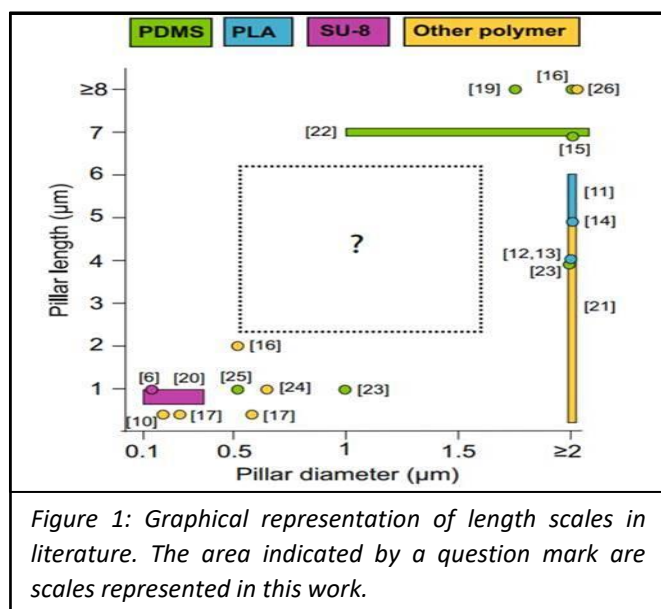 PDMS PLA SU-8 Other polymer
≥8 [19] [16] [26]
7 [22]
[15]
6
[11]
5 [14]
? [12,13]
4
[23]
3 [21]
2 [16]
[6] [20] [25]
1 [24] [23]
[10] [17] [17]
0.1 0.5 1 1.5 ≥2
Pillar length (µm)
Pillar diameter (µm)
Figure 1: Graphical representation of length scales in
literature. The area indicated by a question mark are
scales represented in this work.